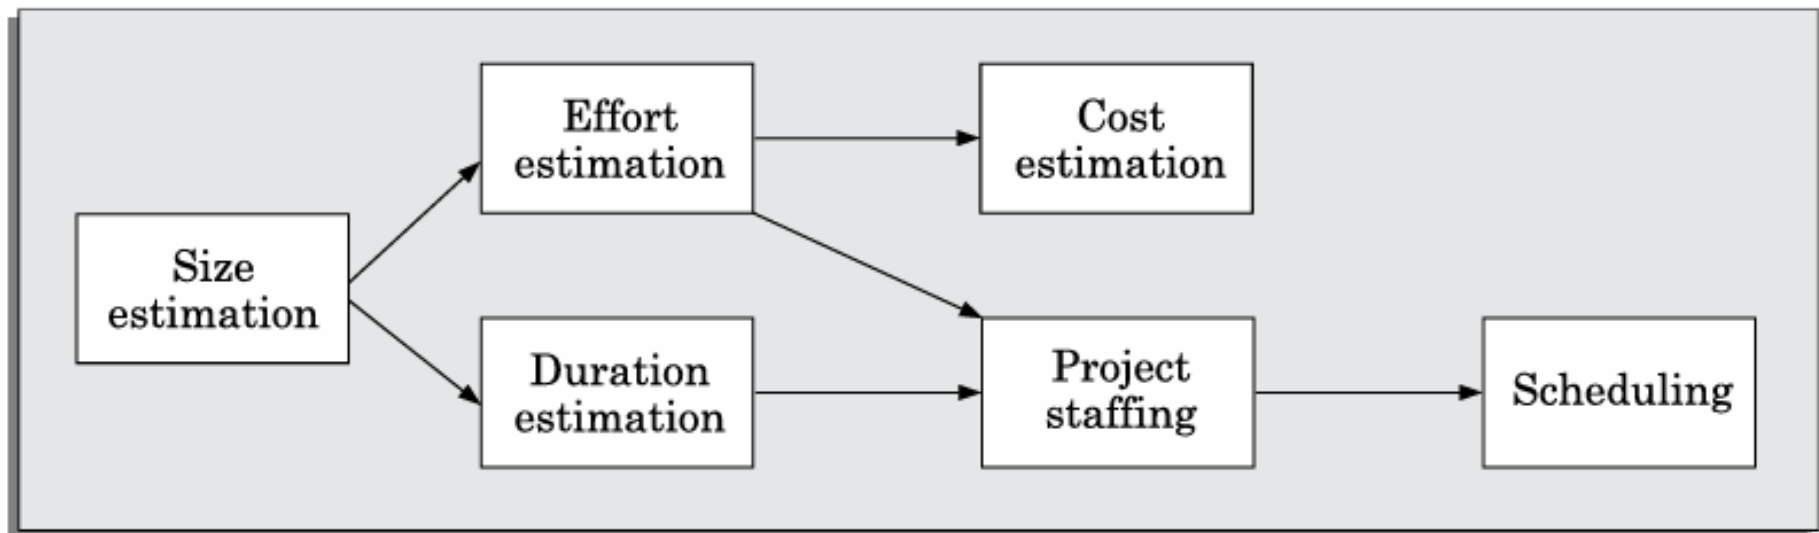 Effort
estimation
Cost
estimation
Size
estimation
Duration
estimation
Project
staffing
Scheduling